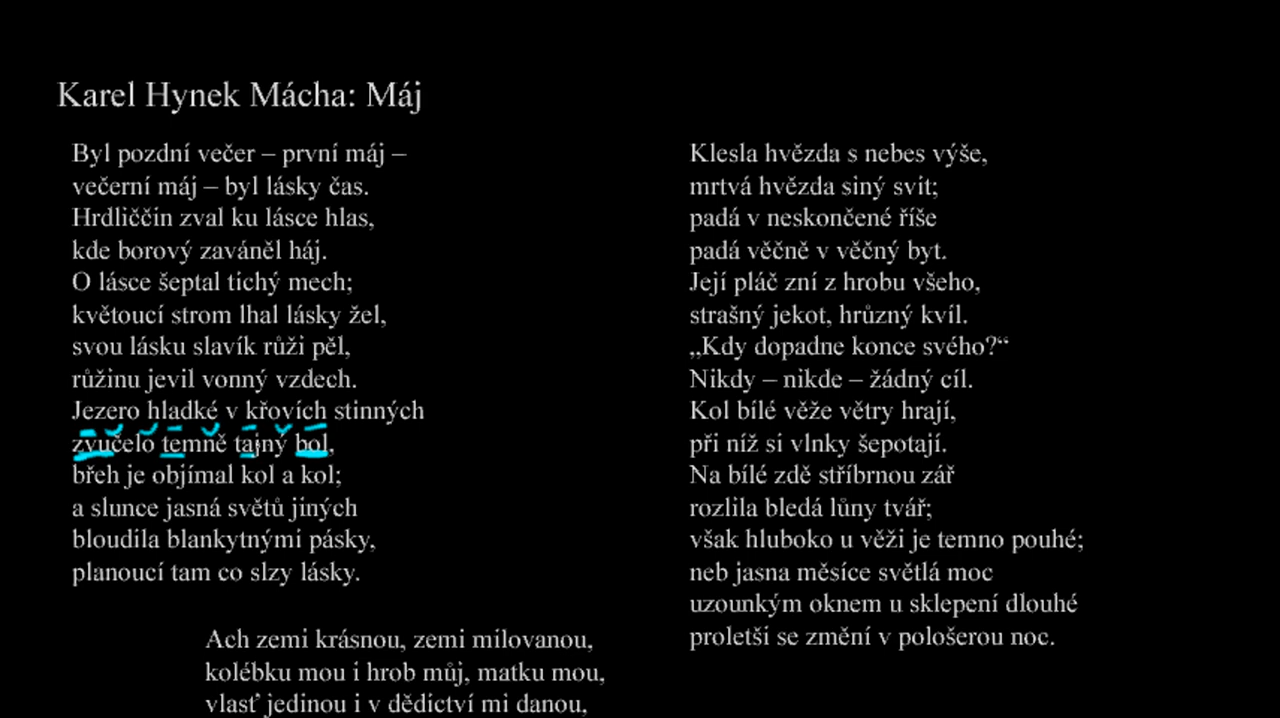 Karel Hynek Mácha: Máj
Byl pozdní večer – první máj –
večerní máj – byl lásky čas.
Hrdliččin zval ku lásce hlas,
kde borový zaváněl háj.
O lásce šeptal tichý mech;
květoucí strom lhal lásky žel,
svou lásku slavík růži pěl,
růžinu jevil vonný vzdech.
Jezero hladké v křovích stinných
zvučelo temně tajný bol,
břeh je objímal kol a kol;
a slunce jasná světů jiných
bloudila blankytnými pásky,
planoucí tam co slzy lásky.
Ach zemi krásnou, zemi milovanou,
kolébku mou i hrob můj, matku mou,
vlasť jedinou i v dědictví mi danou,
Klesla hvězda s nebes výše,
mrtvá hvězda siný svit;
padá v neskončené říše
padá věčně v věčný byt.
Její pláč zní z hrobu všeho,
strašný jekot, hrůzný kvíl.
„Kdy dopadne konce svého?“
Nikdy – nikde – žádný cíl.
Kol bílé věže větry hrají,
při níž si vlnky šepotají.
Na bílé zdě stříbrnou zář
rozlila bledá lůny tvář;
však hluboko u věži je temno pouhé;
neb jasna měsíce světlá moc
uzounkým oknem u sklepení dlouhé
proletši se změní v pološerou noc.